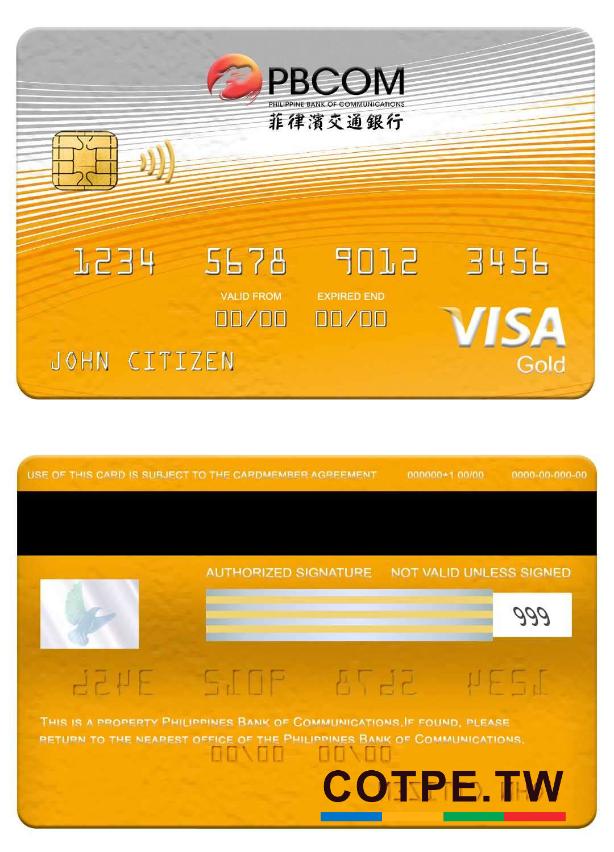 PBCOM
PHILIPPINE BANK OF COMMUNICATIONS
菲律濱交通銀行
1234 5678 9012 3456
VALID FROM EXPIRED END
00/00 00/00
VISA
JOHN CITIZEN
Gold
USE OF THIS CARD IS SUBJECT TO THE CARDMEMBER AGREEMENT 000000+1 00/00 0000-00-000-00
AUTHORIZED SIGNATURE NOT VALID UNLESS SIGNED
999
THIS IS A PROPERTY PHILIPPINES BANK OF COMMUNICATIONS.IF FOUND, PLEASE
RETURN TO THE NEAREST OFFICE OF THE PHILIPPINES BANK OF COMMUNICATIONS.
00/00 00/00
COTPE.TW